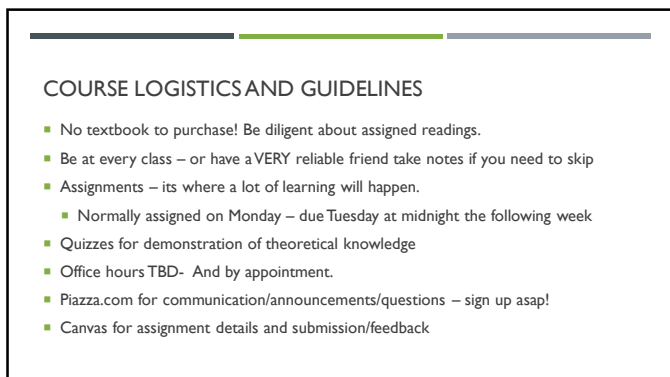 COURSE LOGISTICS AND GUIDELINES
No textbook to purchase! Be diligent about assigned readings.
Be at every class – or have a VERY reliable friend take notes if you need to skip
Assignments – its where a lot of learning will happen.
Normally assigned on Monday – due Tuesday at midnight the following week
Quizzes for demonstration of theoretical knowledge
Office hours TBD- And by appointment.
Piazza.com for communication/announcements/questions – sign up asap!
Canvas for assignment details and submission/feedback